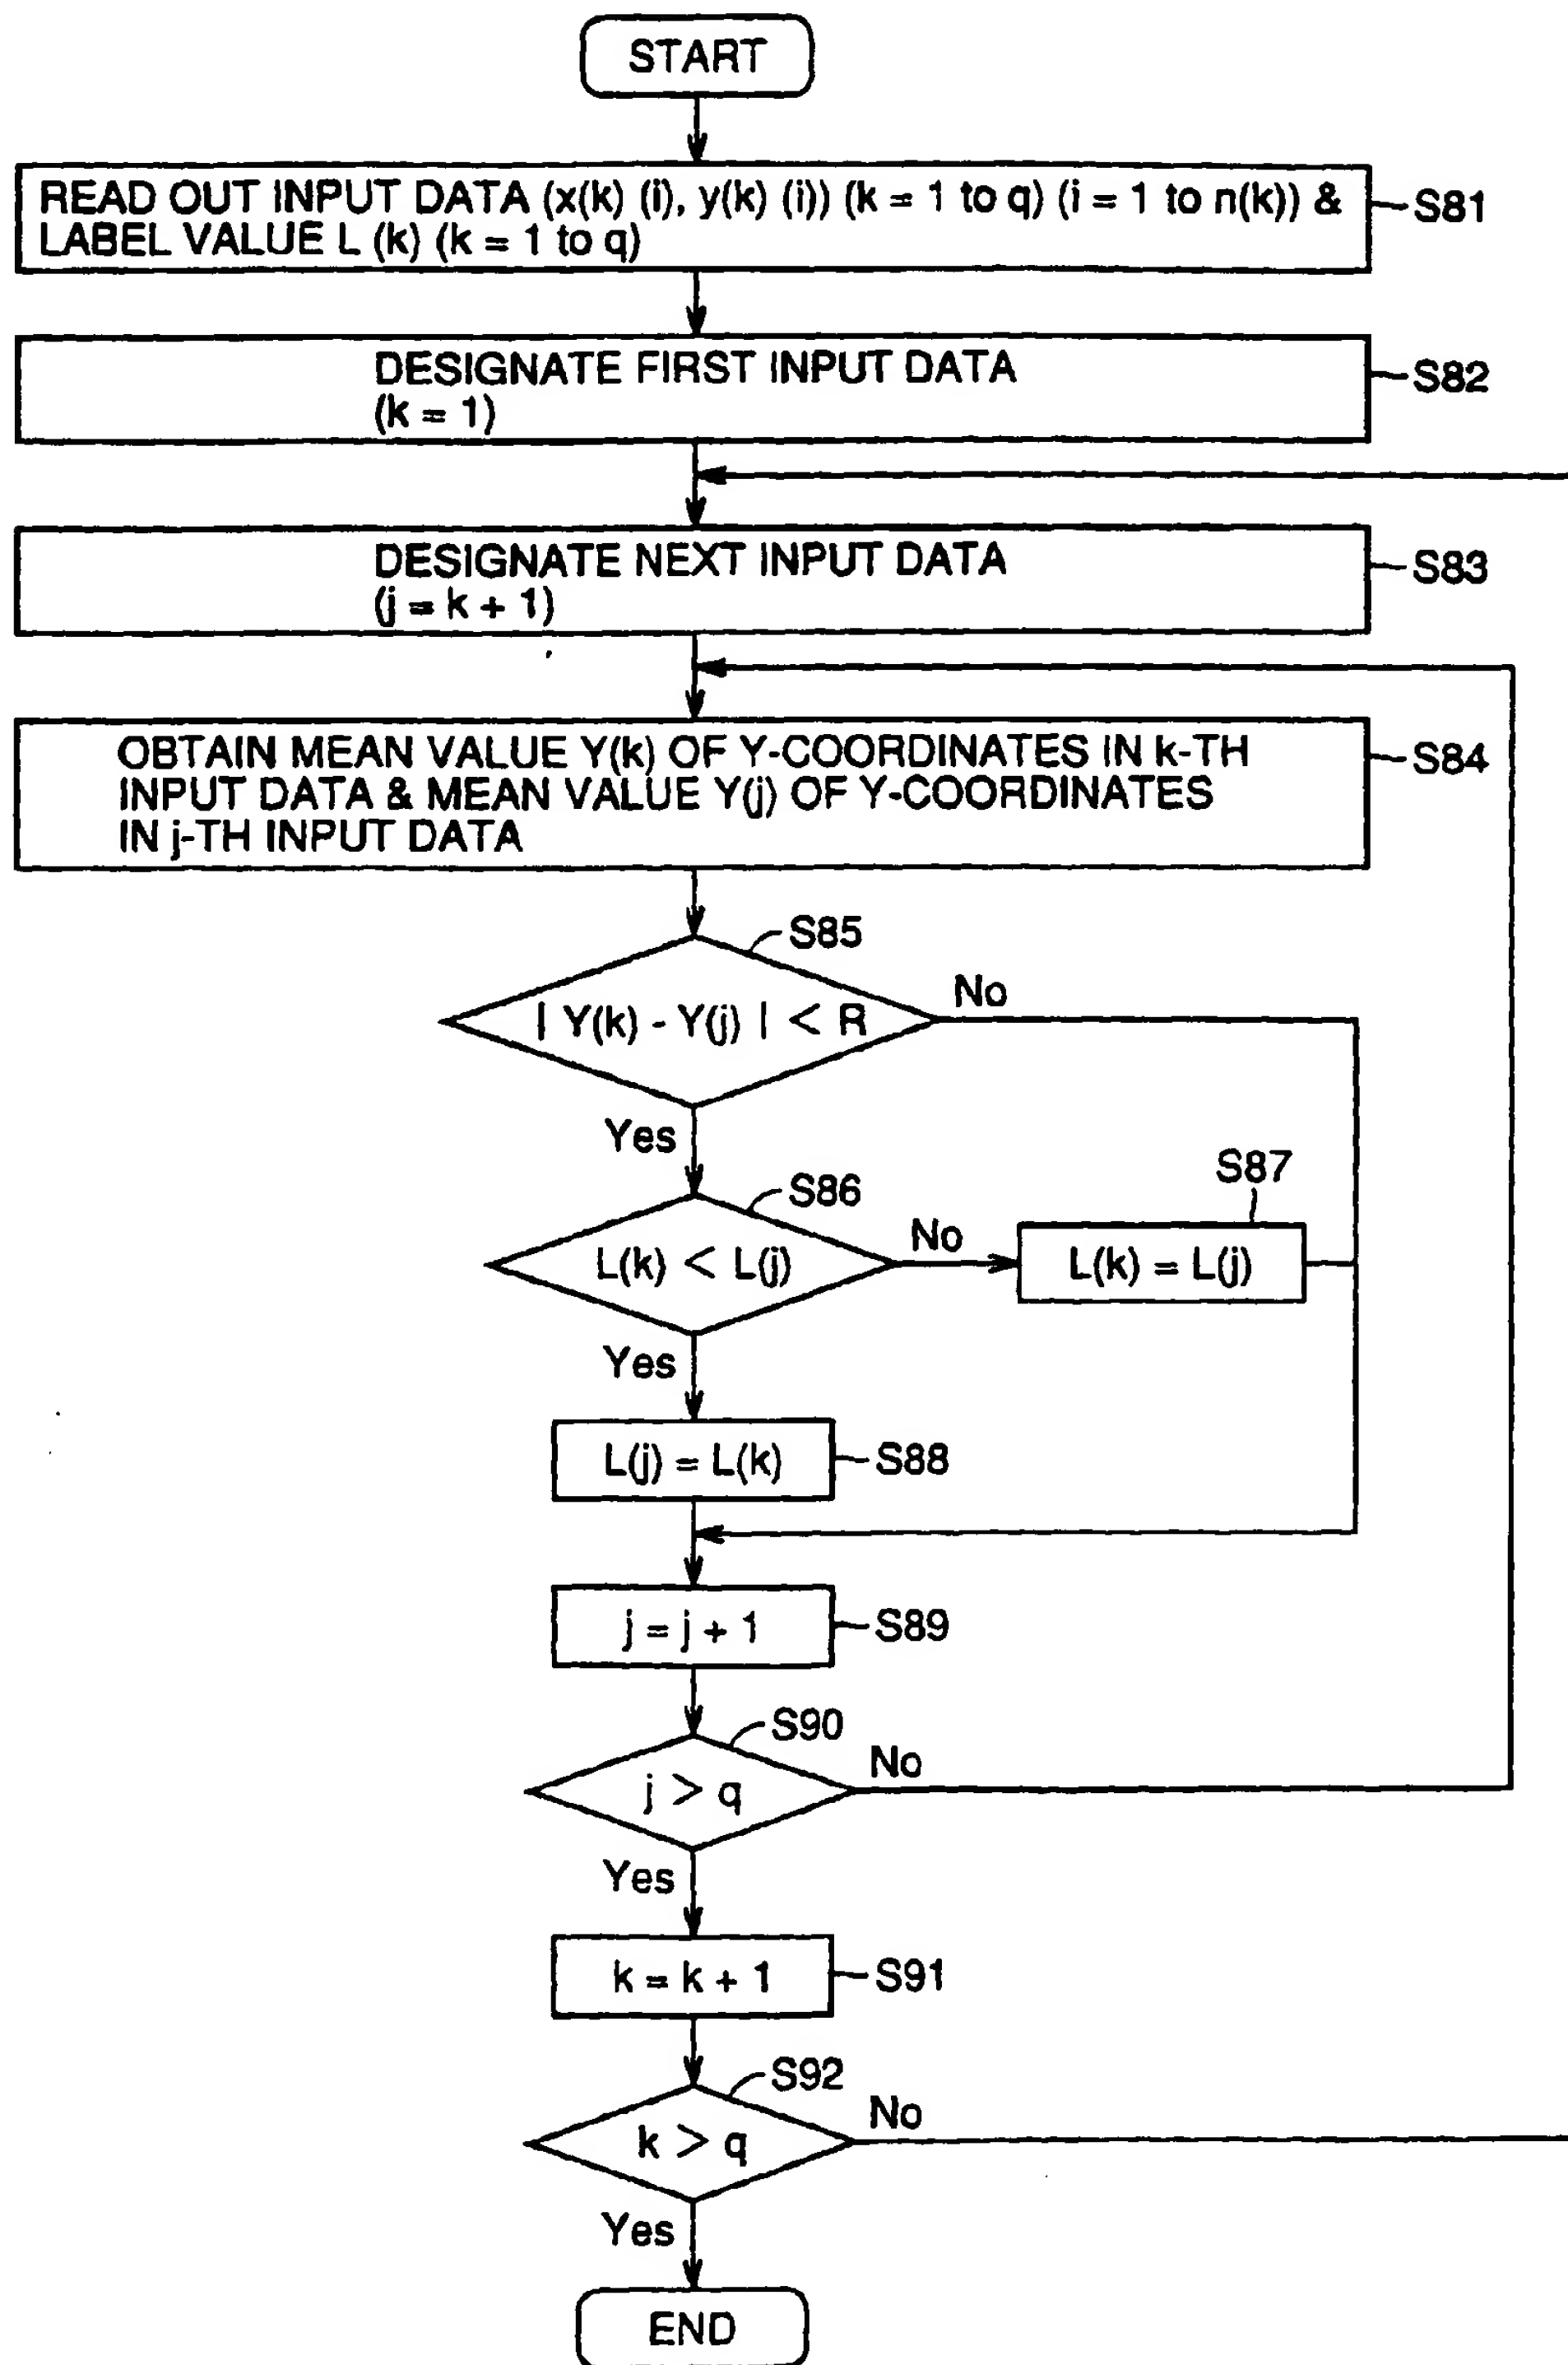 START
READ OUT INPUT DATA (x(k) (i), y(k) (i)) (k = 1 to q) (i = 1 to n(k)) &
LABEL VALUE L (k) (k = 1 to q)
S81
DESIGNATE FIRST INPUT DATA
(k = 1)
S82
DESIGNATE NEXT INPUT DATA
(j = k + 1)
S83
OBTAIN MEAN VALUE Y(k) OF Y-COORDINATES IN k-TH
INPUT DATA & MEAN VALUE Y(j) OF Y-COORDINATES
IN j-TH INPUT DATA
S84
S85
| Y(k) - Y(j) | < R
No
Yes
S86
L(k) < L(j)
No
S87
L(k) = L(j)
Yes
L(j) = L(k)
S88
j = j + 1
S89
S90
j > q
No
Yes
k = k + 1
S91
S92
k > q
No
Yes
END